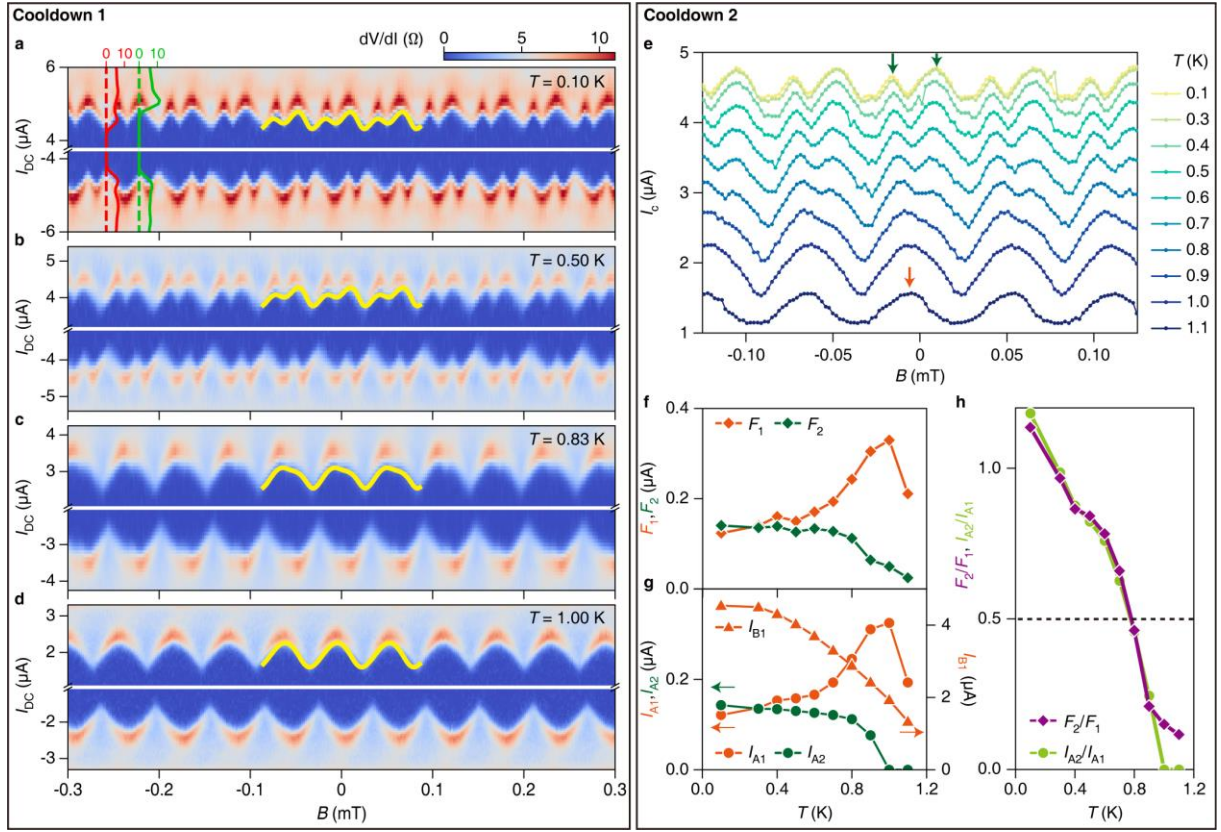 Cooldown 1
a
0 10 0 10
dV/dI (Ω)
0 5 10
6
4
-4
-6
I_DC (μA)
T = 0.10 K
b
5
4
-4
-5
I_DC (μA)
T = 0.50 K
c
4
3
-3
-4
I_DC (μA)
T = 0.83 K
d
3
2
-2
-3
I_DC (μA)
T = 1.00 K
-0.3 -0.2 -0.1 0 0.1 0.2 0.3
B (mT)
Cooldown 2
e
5
4
3
2
1
I_c (μA)
-0.10 -0.05 0 0.05 0.10
B (mT)
T (K)
0.1
0.3
0.4
0.5
0.6
0.7
0.8
0.9
1.0
1.1
f
0.4
0.2
0.0
F_1, F_2 (μA)
F_1 F_2
g
0.2
0.0
I_A1, I_A2 (μA)
I_B1
I_A1 I_A2
4
2
0
I_B1 (μA)
0.0 0.4 0.8 1.2
T (K)
h
1.0
0.5
0.0
F_2/F_1, I_A2/I_A1
F_2/F_1
I_A2/I_A1
0.0 0.4 0.8 1.2
T (K)